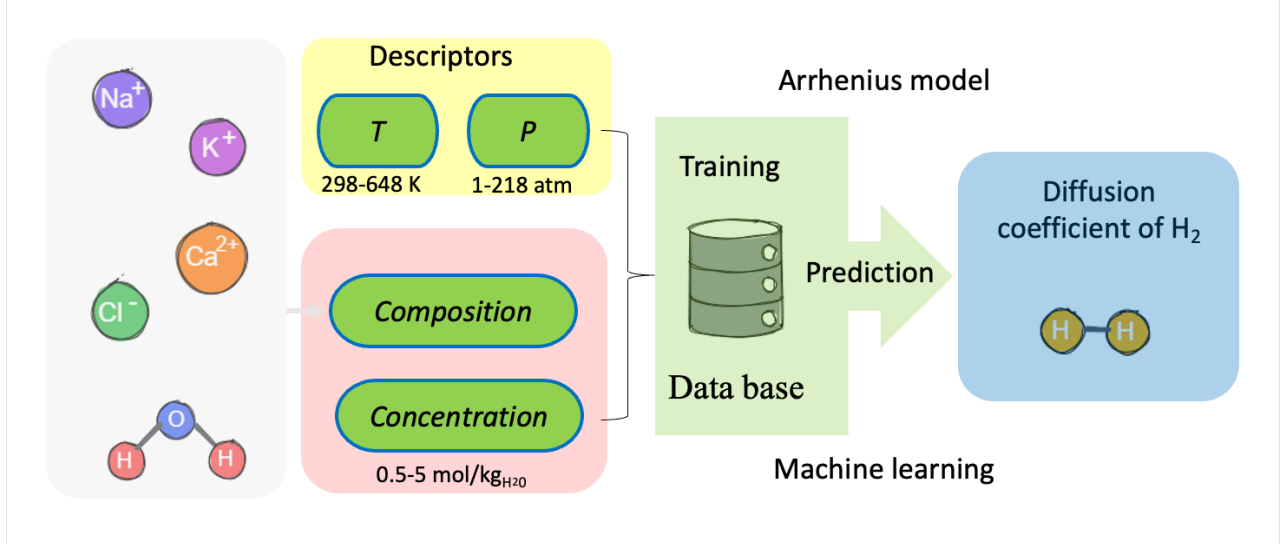 Na+
K+
Ca2+
Cl -
O
H
H
Descriptors
T
P
298-648 K
1-218 atm
Composition
Concentration
0.5-5 mol/kgH20
Arrhenius model
Training
Data base
Prediction
Machine learning
Diffusion
coefficient of H2
H
H